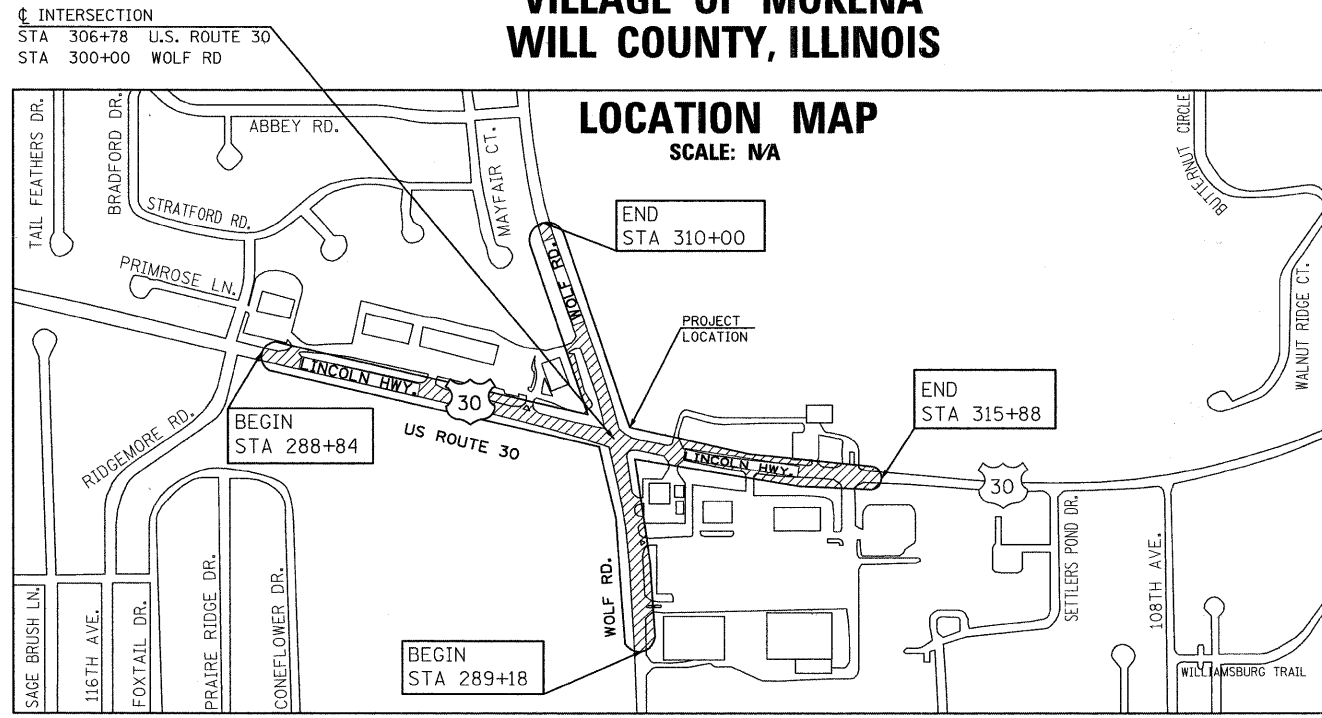 VILLAGE OF MOKENA
WILL COUNTY, ILLINOIS
℄ INTERSECTION
STA 306+78 U.S. ROUTE 30
STA 300+00 WOLF RD
LOCATION MAP
SCALE: N/A
TAIL FEATHERS DR.
BRADFORD DR.
ABBEY RD.
MAYFAIR CT.
STRATFORD RD.
PRIMROSE LN.
BUTTERNUT CIRCLE
WALNUT RIDGE CT.
END
STA 310+00
WOLF RD.
PROJECT
LOCATION
LINCOLN HWY.
30
US ROUTE 30
BEGIN
STA 288+84
RIDGEMORE RD.
END
STA 315+88
LINCOLN HWY.
30
SETTLERS POND DR.
108TH AVE.
WOLF RD.
BEGIN
STA 289+18
SAGE BRUSH LN.
116TH AVE.
FOXTAIL DR.
PRAIRE RIDGE DR.
CONEFLOWER DR.
WILLIAMSBURG TRAIL